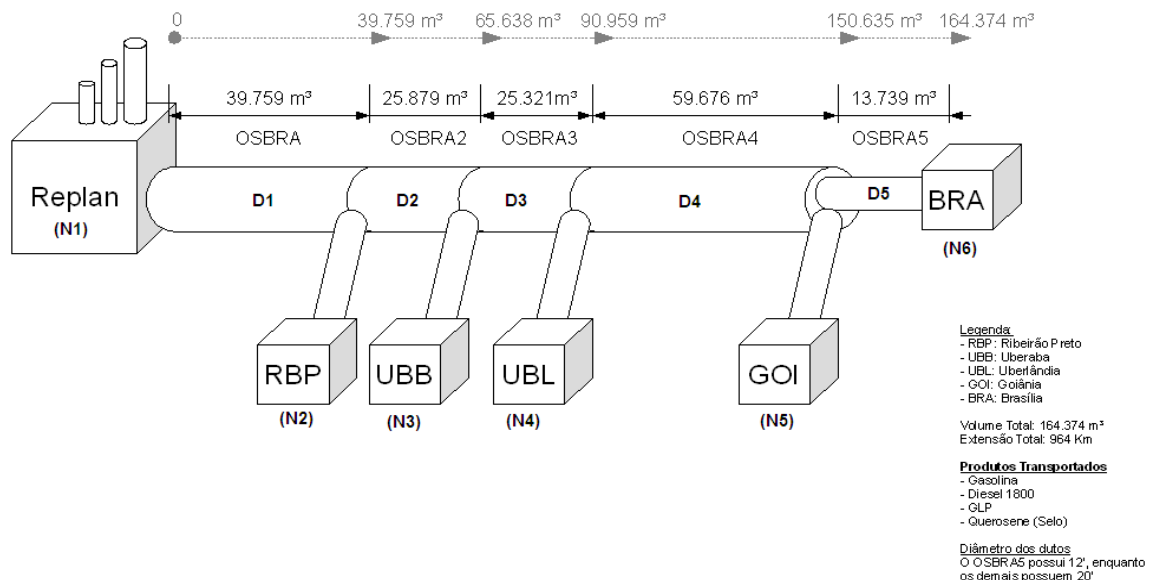 0 39.759 m³ 65.638 m³ 90.959 m³ 150.635 m³ 164.374 m³
39.759 m³ 25.879 m³ 25.321m³ 59.676 m³ 13.739 m³
OSBRA OSBRA2 OSBRA3 OSBRA4 OSBRA5
Replan
(N1)
D1 D2 D3 D4 D5
BRA
(N6)
RBP UBB UBL GOI
(N2) (N3) (N4) (N5)
Legenda:
- RBP: Ribeirão Preto
- UBB: Uberaba
- UBL: Uberlândia
- GOI: Goiânia
- BRA: Brasília
Volume Total: 164.374 m³
Extensão Total: 964 Km
Produtos Transportados
- Gasolina
- Diesel 1800
- GLP
- Querosene (Selo)
Diâmetro dos dutos
O OSBRA5 possui 12', enquanto
os demais possuem 20'